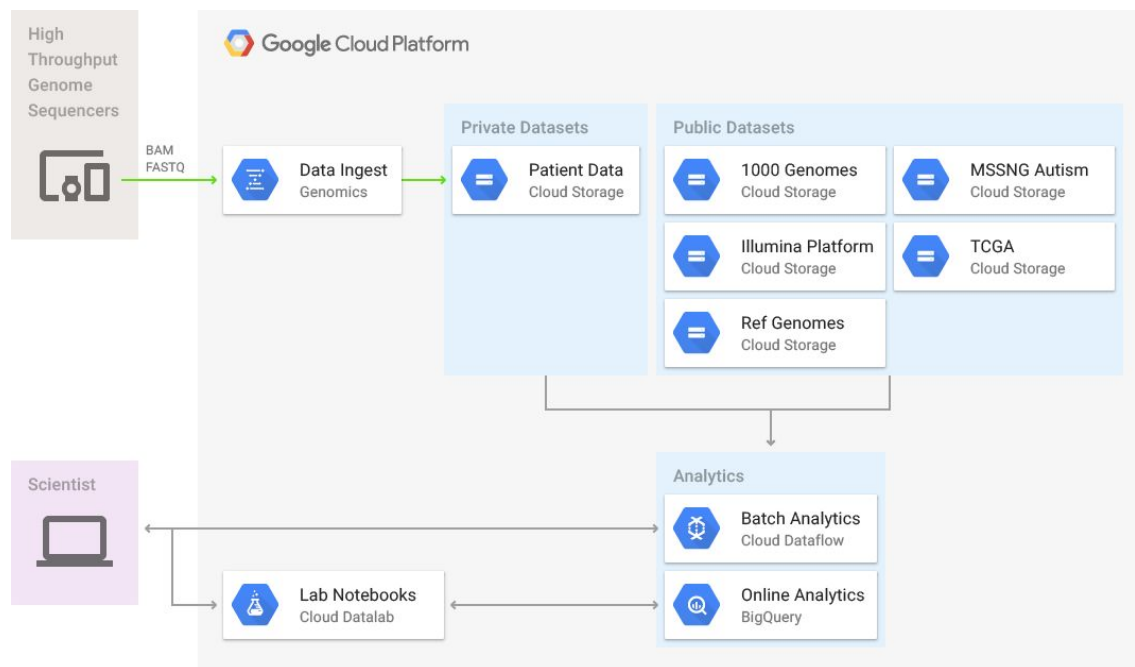 High
Throughput
Genome
Sequencers
Google Cloud Platform
BAM
FASTQ
Data Ingest
Genomics
Private Datasets
Patient Data
Cloud Storage
Public Datasets
1000 Genomes
Cloud Storage
MSSNG Autism
Cloud Storage
Illumina Platform
Cloud Storage
TCGA
Cloud Storage
Ref Genomes
Cloud Storage
Scientist
Analytics
Batch Analytics
Cloud Dataflow
Lab Notebooks
Cloud Datalab
Online Analytics
BigQuery